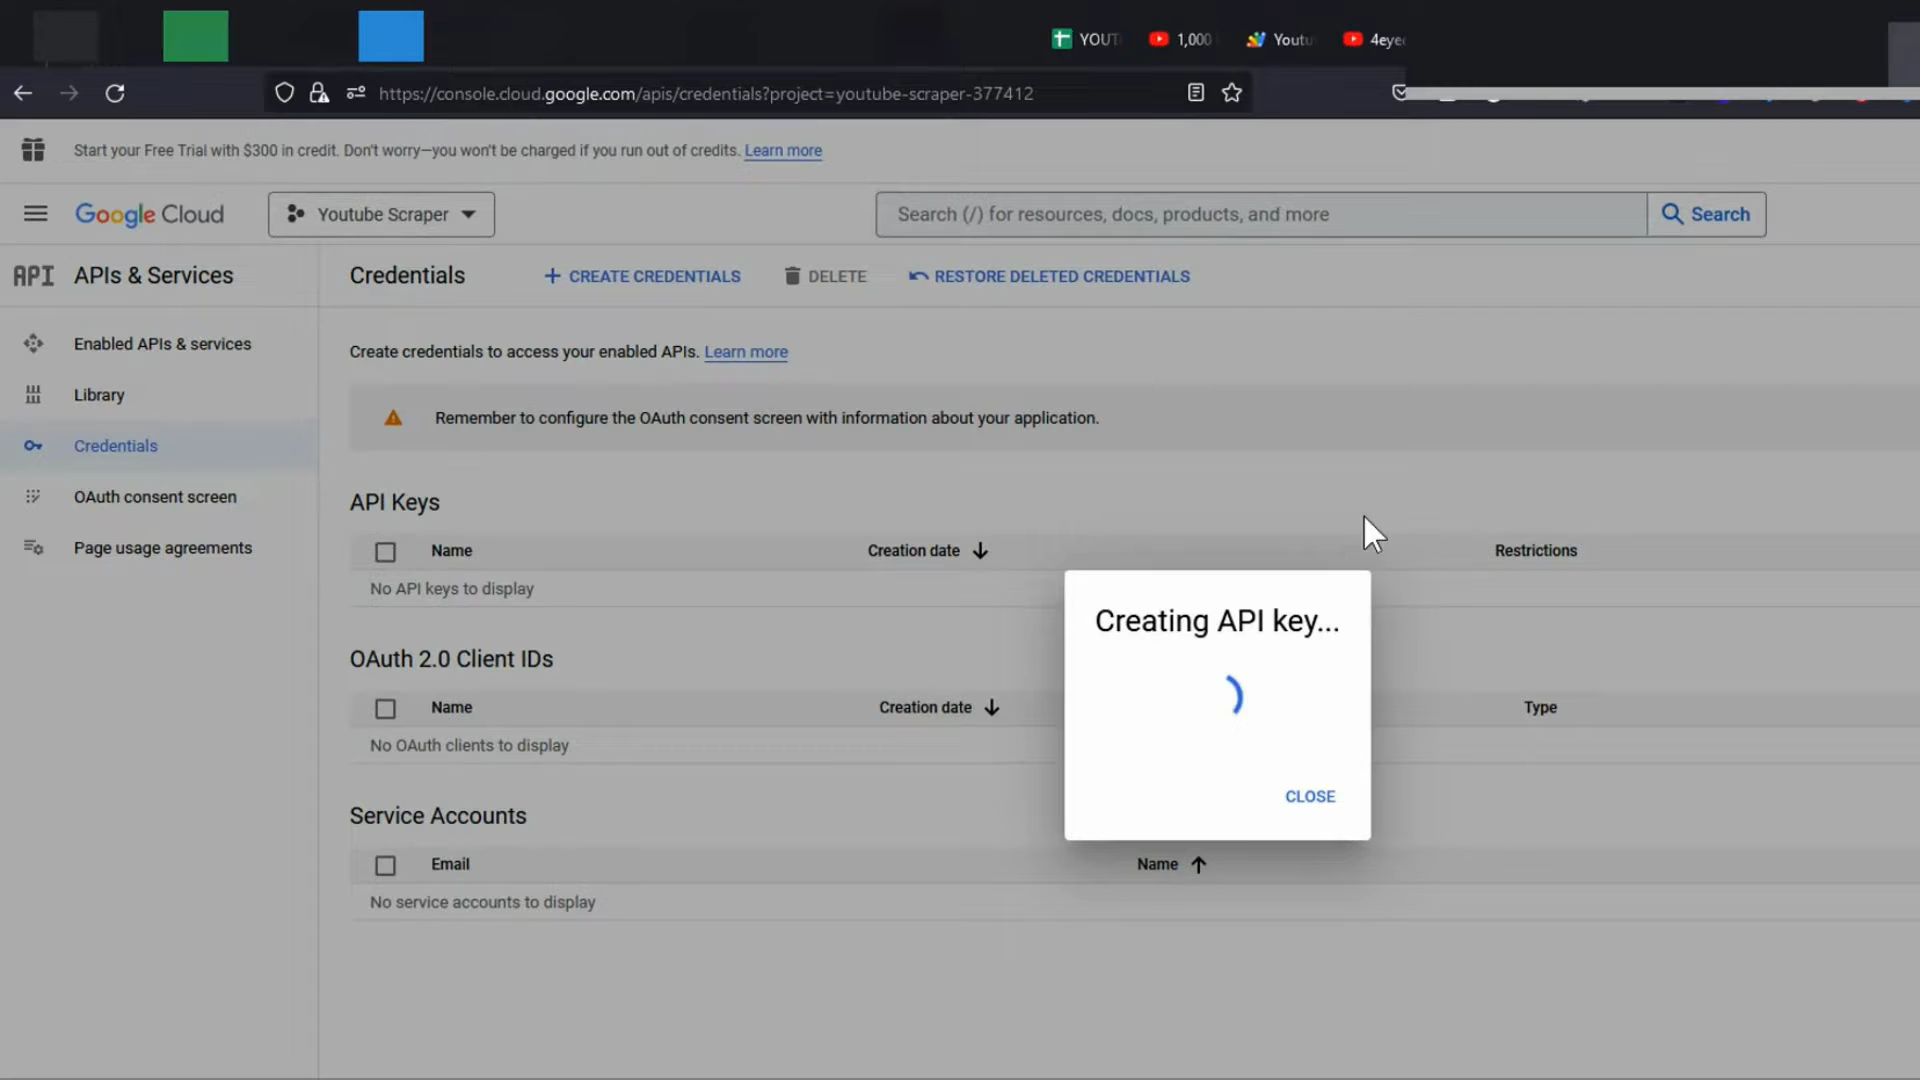 YOUT
1,000
Youtu
4eye
https://console.cloud.google.com/apis/credentials?project=youtube-scraper-377412
Start your Free Trial with $300 in credit. Don't worry—you won't be charged if you run out of credits. Learn more
Google Cloud
Youtube Scraper
Search (/) for resources, docs, products, and more
Search
API APIs & Services
Credentials
+ CREATE CREDENTIALS
DELETE
RESTORE DELETED CREDENTIALS
Enabled APIs & services
Library
Credentials
OAuth consent screen
Page usage agreements
Create credentials to access your enabled APIs. Learn more
Remember to configure the OAuth consent screen with information about your application.
API Keys
Name
Creation date
Restrictions
No API keys to display
Creating API key...
CLOSE
OAuth 2.0 Client IDs
Name
Creation date
Type
No OAuth clients to display
Service Accounts
Email
Name
No service accounts to display